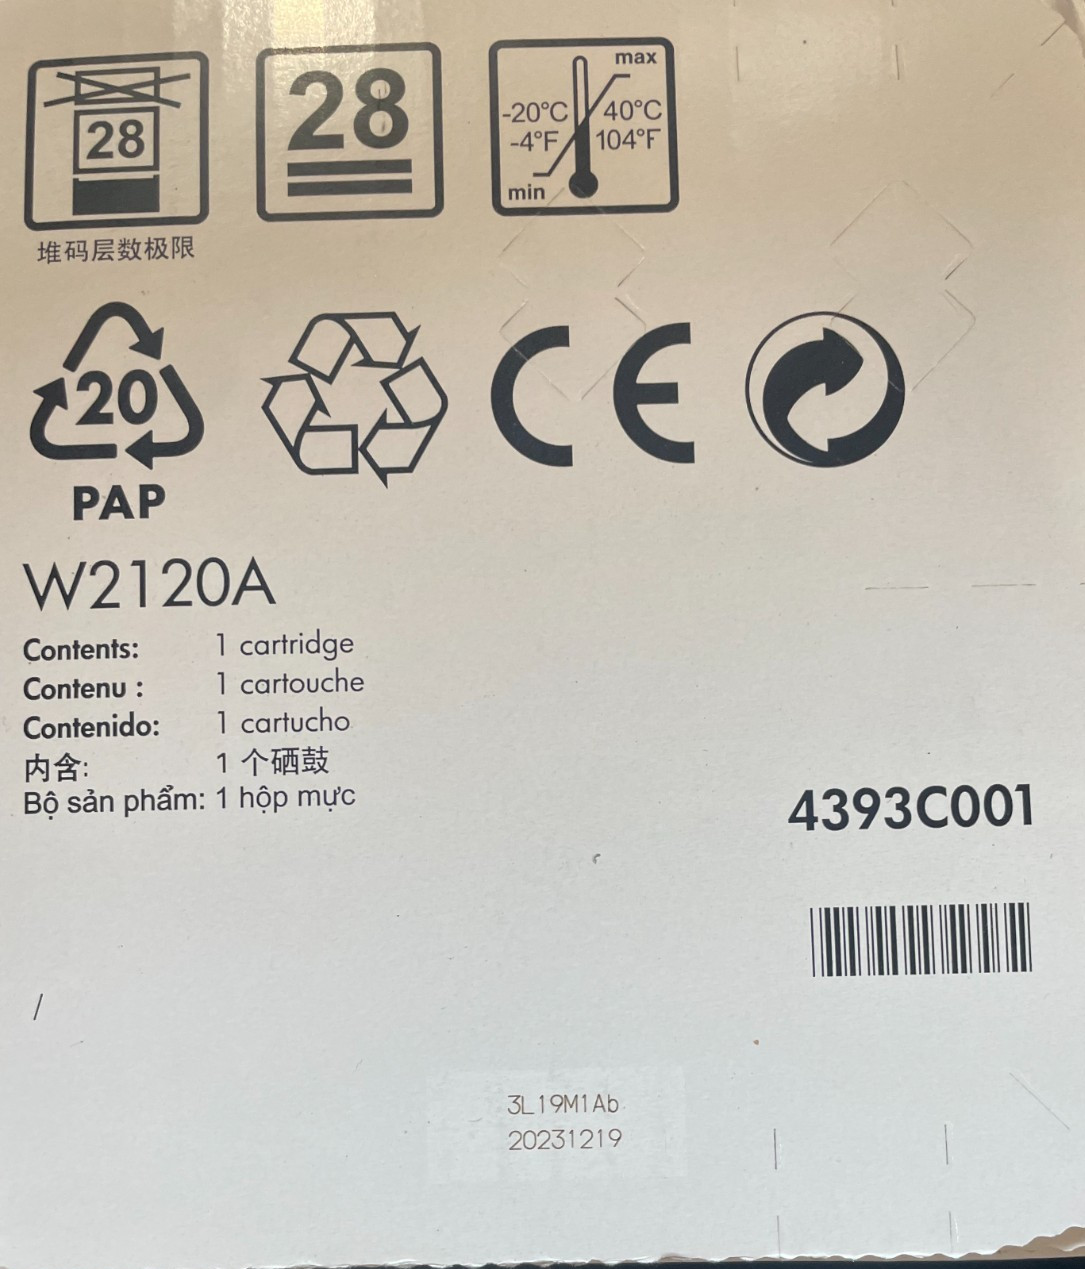 28
28
max
-20°C 40°C
-4°F 104°F
min
堆码层数极限
20
PAP
CE
W2120A
Contents: 1 cartridge
Contenu : 1 cartouche
Contenido: 1 cartucho
内含: 1 个硒鼓
Bộ sản phẩm: 1 hộp mực
4393C001
/
3L19M1Ab
20231219